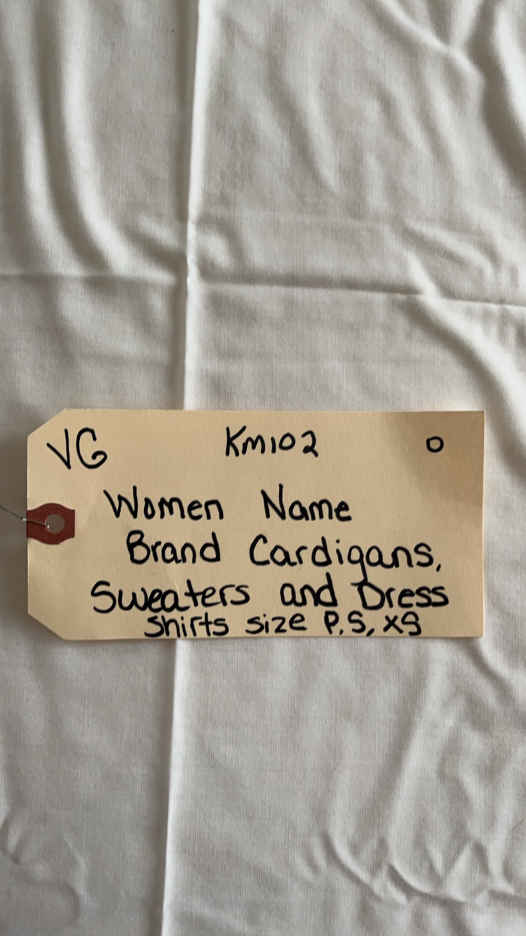 VG KM102 O
Women Name
Brand Cardigans,
Sweaters and Dress
Shirts size P, S, XS